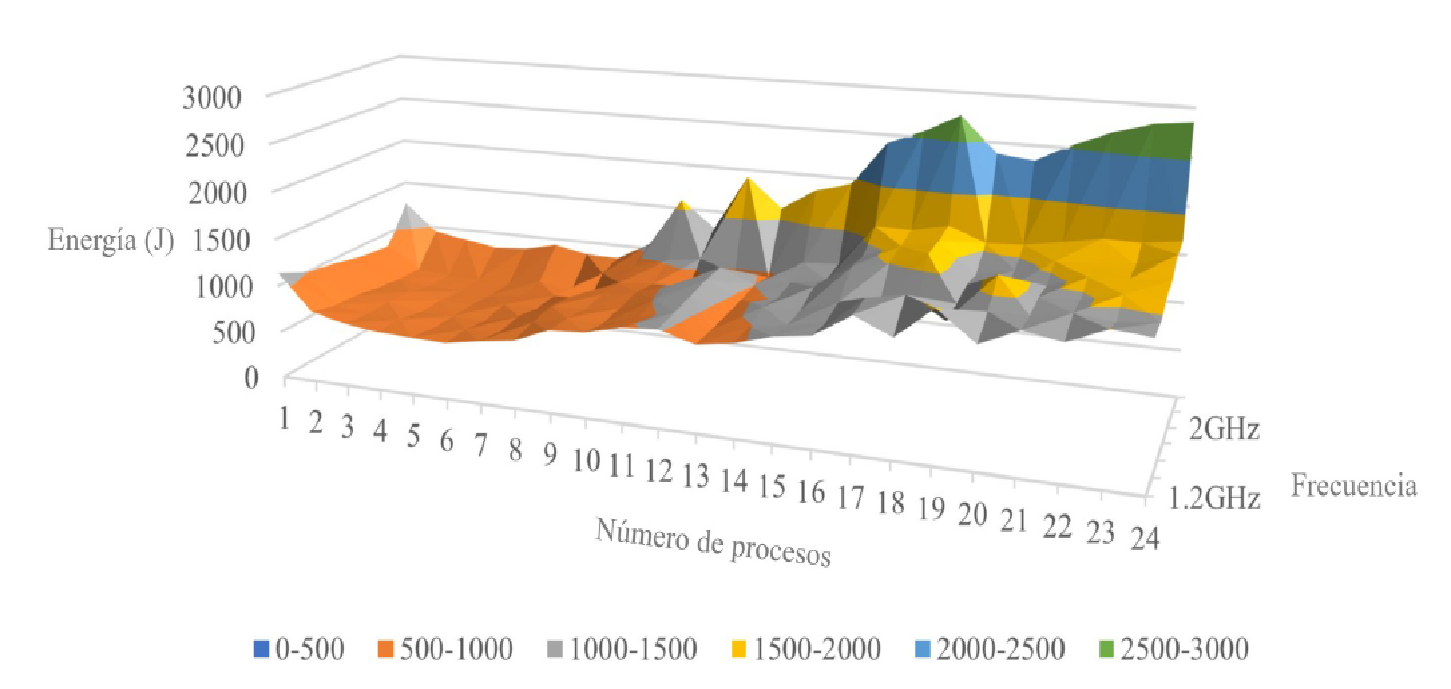 3000
2500
2000
Energía (J) 1500
1000
500
0
1 2 3 4 5 6 7 8 9 10 11 12 13 14 15 16 17 18 19 20 21 22 23 24
2GHz
1.2GHz
Frecuencia
Número de procesos
0-500 500-1000 1000-1500 1500-2000 2000-2500 2500-3000